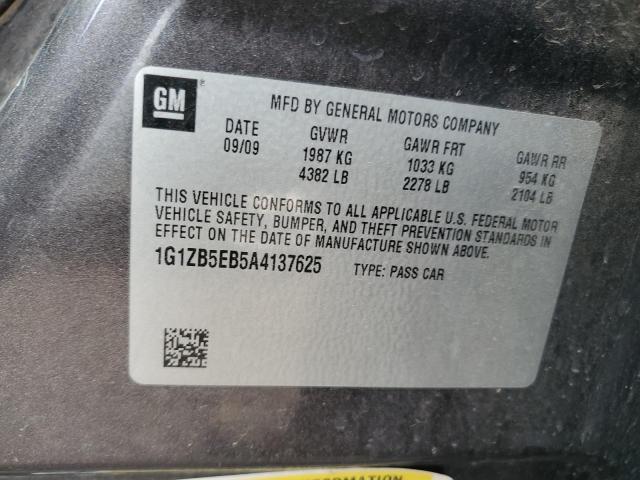 GM
MFD BY GENERAL MOTORS COMPANY
DATE GVWR GAWR FRT GAWR RR
09/09 1987 KG 1033 KG 954 KG
4382 LB 2278 LB 2104 LB
THIS VEHICLE CONFORMS TO ALL APPLICABLE U.S. FEDERAL MOTOR
VEHICLE SAFETY, BUMPER, AND THEFT PREVENTION STANDARDS IN
EFFECT ON THE DATE OF MANUFACTURE SHOWN ABOVE.
1G1ZB5EB5A4137625 TYPE: PASS CAR
INFORMATION